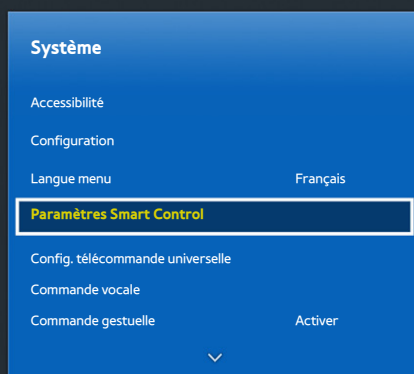 Système
Accessibilité
Configuration
Langue menu Français
Paramètres Smart Control
Config. télécommande universelle
Commande vocale
Commande gestuelle Activer